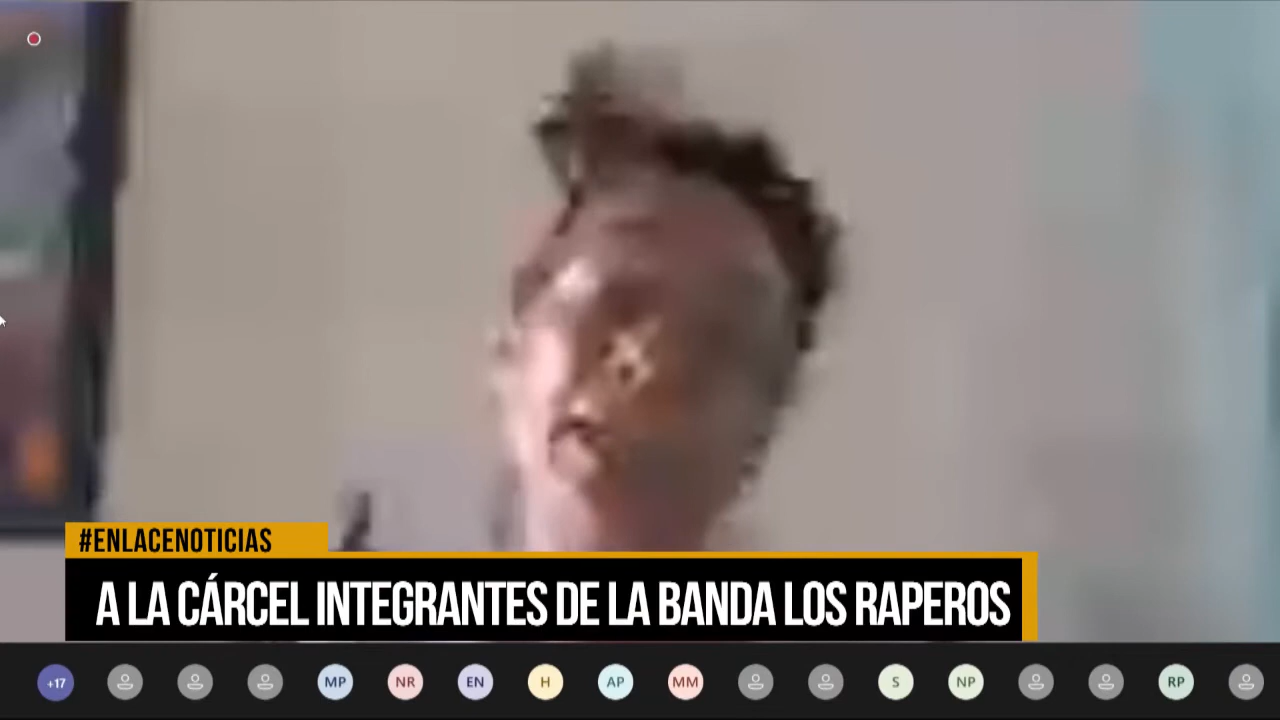 #ENLACENOTICIAS
A LA CÁRCEL INTEGRANTES DE LA BANDA LOS RAPEROS
+17 MP NR EN H AP MM S NP RP